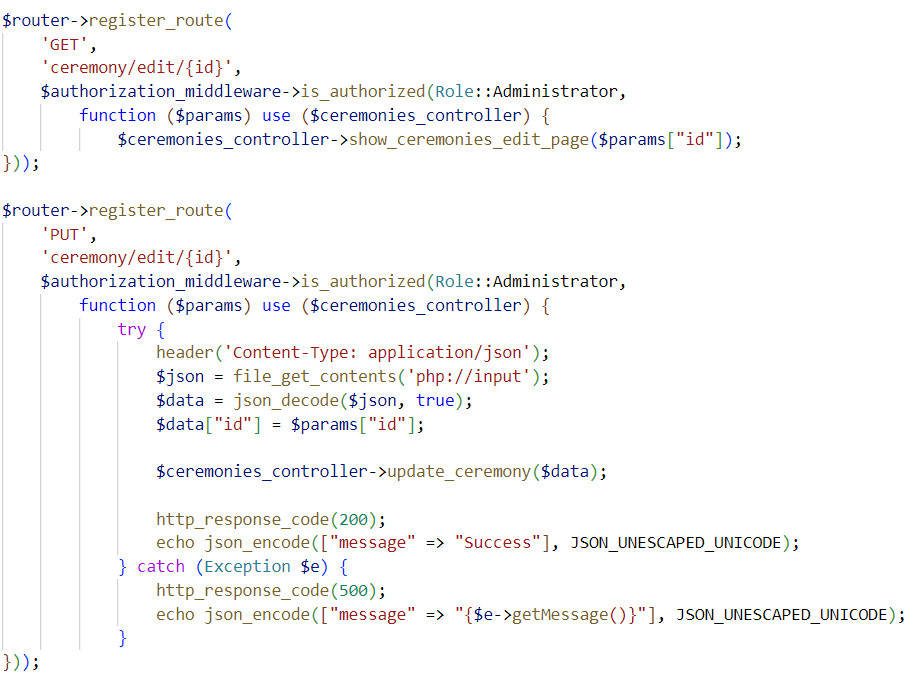 $router->register_route(
    'GET',
    'ceremony/edit/{id}',
    $authorization_middleware->is_authorized(Role::Administrator,
        function ($params) use ($ceremonies_controller) {
            $ceremonies_controller->show_ceremonies_edit_page($params["id"]);
}));

$router->register_route(
    'PUT',
    'ceremony/edit/{id}',
    $authorization_middleware->is_authorized(Role::Administrator,
        function ($params) use ($ceremonies_controller) {
            try {
                header('Content-Type: application/json');
                $json = file_get_contents('php://input');
                $data = json_decode($json, true);
                $data["id"] = $params["id"];

                $ceremonies_controller->update_ceremony($data);

                http_response_code(200);
                echo json_encode(["message" => "Success"], JSON_UNESCAPED_UNICODE);
            } catch (Exception $e) {
                http_response_code(500);
                echo json_encode(["message" => "{$e->getMessage()}"], JSON_UNESCAPED_UNICODE);
            }
}));